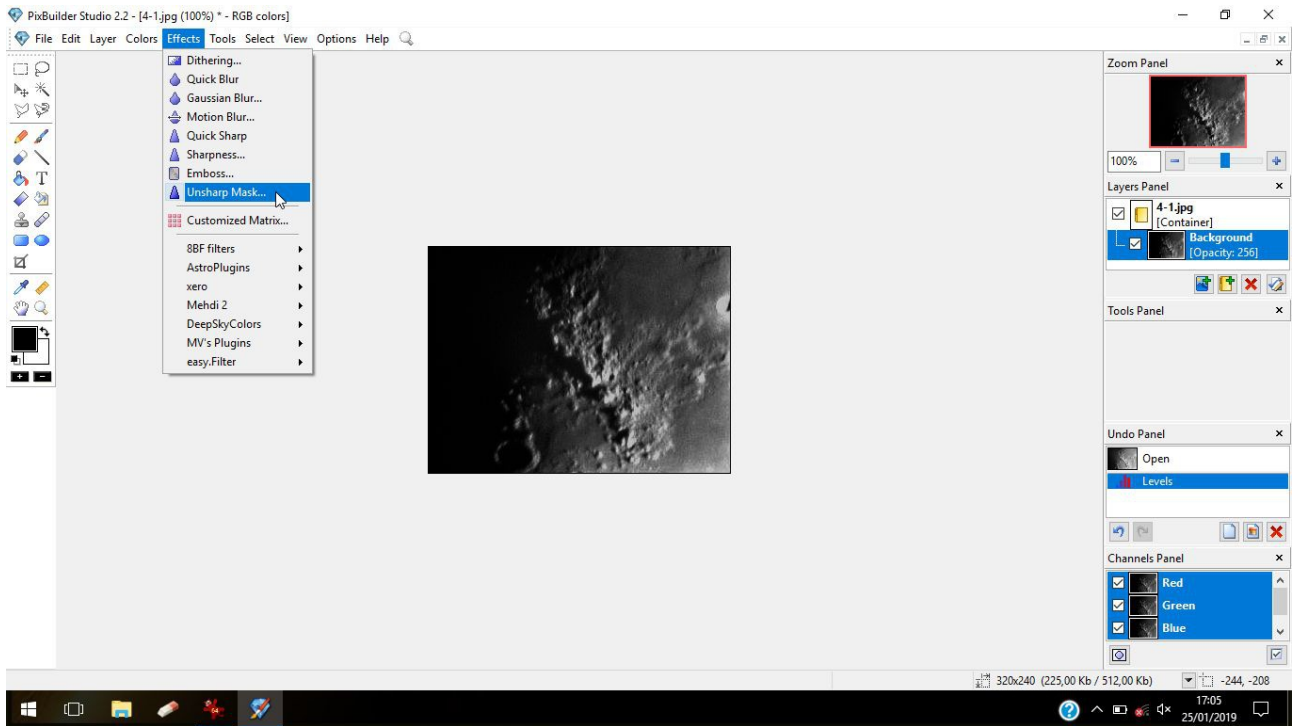 PixBuilder Studio 2.2 - [4-1.jpg (100%) * - RGB colors]
File Edit Layer Colors Effects Tools Select View Options Help
Dithering...
Quick Blur
Gaussian Blur...
Motion Blur...
Quick Sharp
Sharpness...
Emboss...
Unsharp Mask...
Customized Matrix...
8BF filters
AstroPlugins
xero
Mehdi 2
DeepSkyColors
MV's Plugins
easy.Filter
T
Zoom Panel
100%
Layers Panel
4-1.jpg
[Container]
Background
[Opacity: 256]
Tools Panel
Undo Panel
Open
Levels
Channels Panel
Red
Green
Blue
320x240 (225,00 Kb / 512,00 Kb)
-244, -208
17:05
25/01/2019